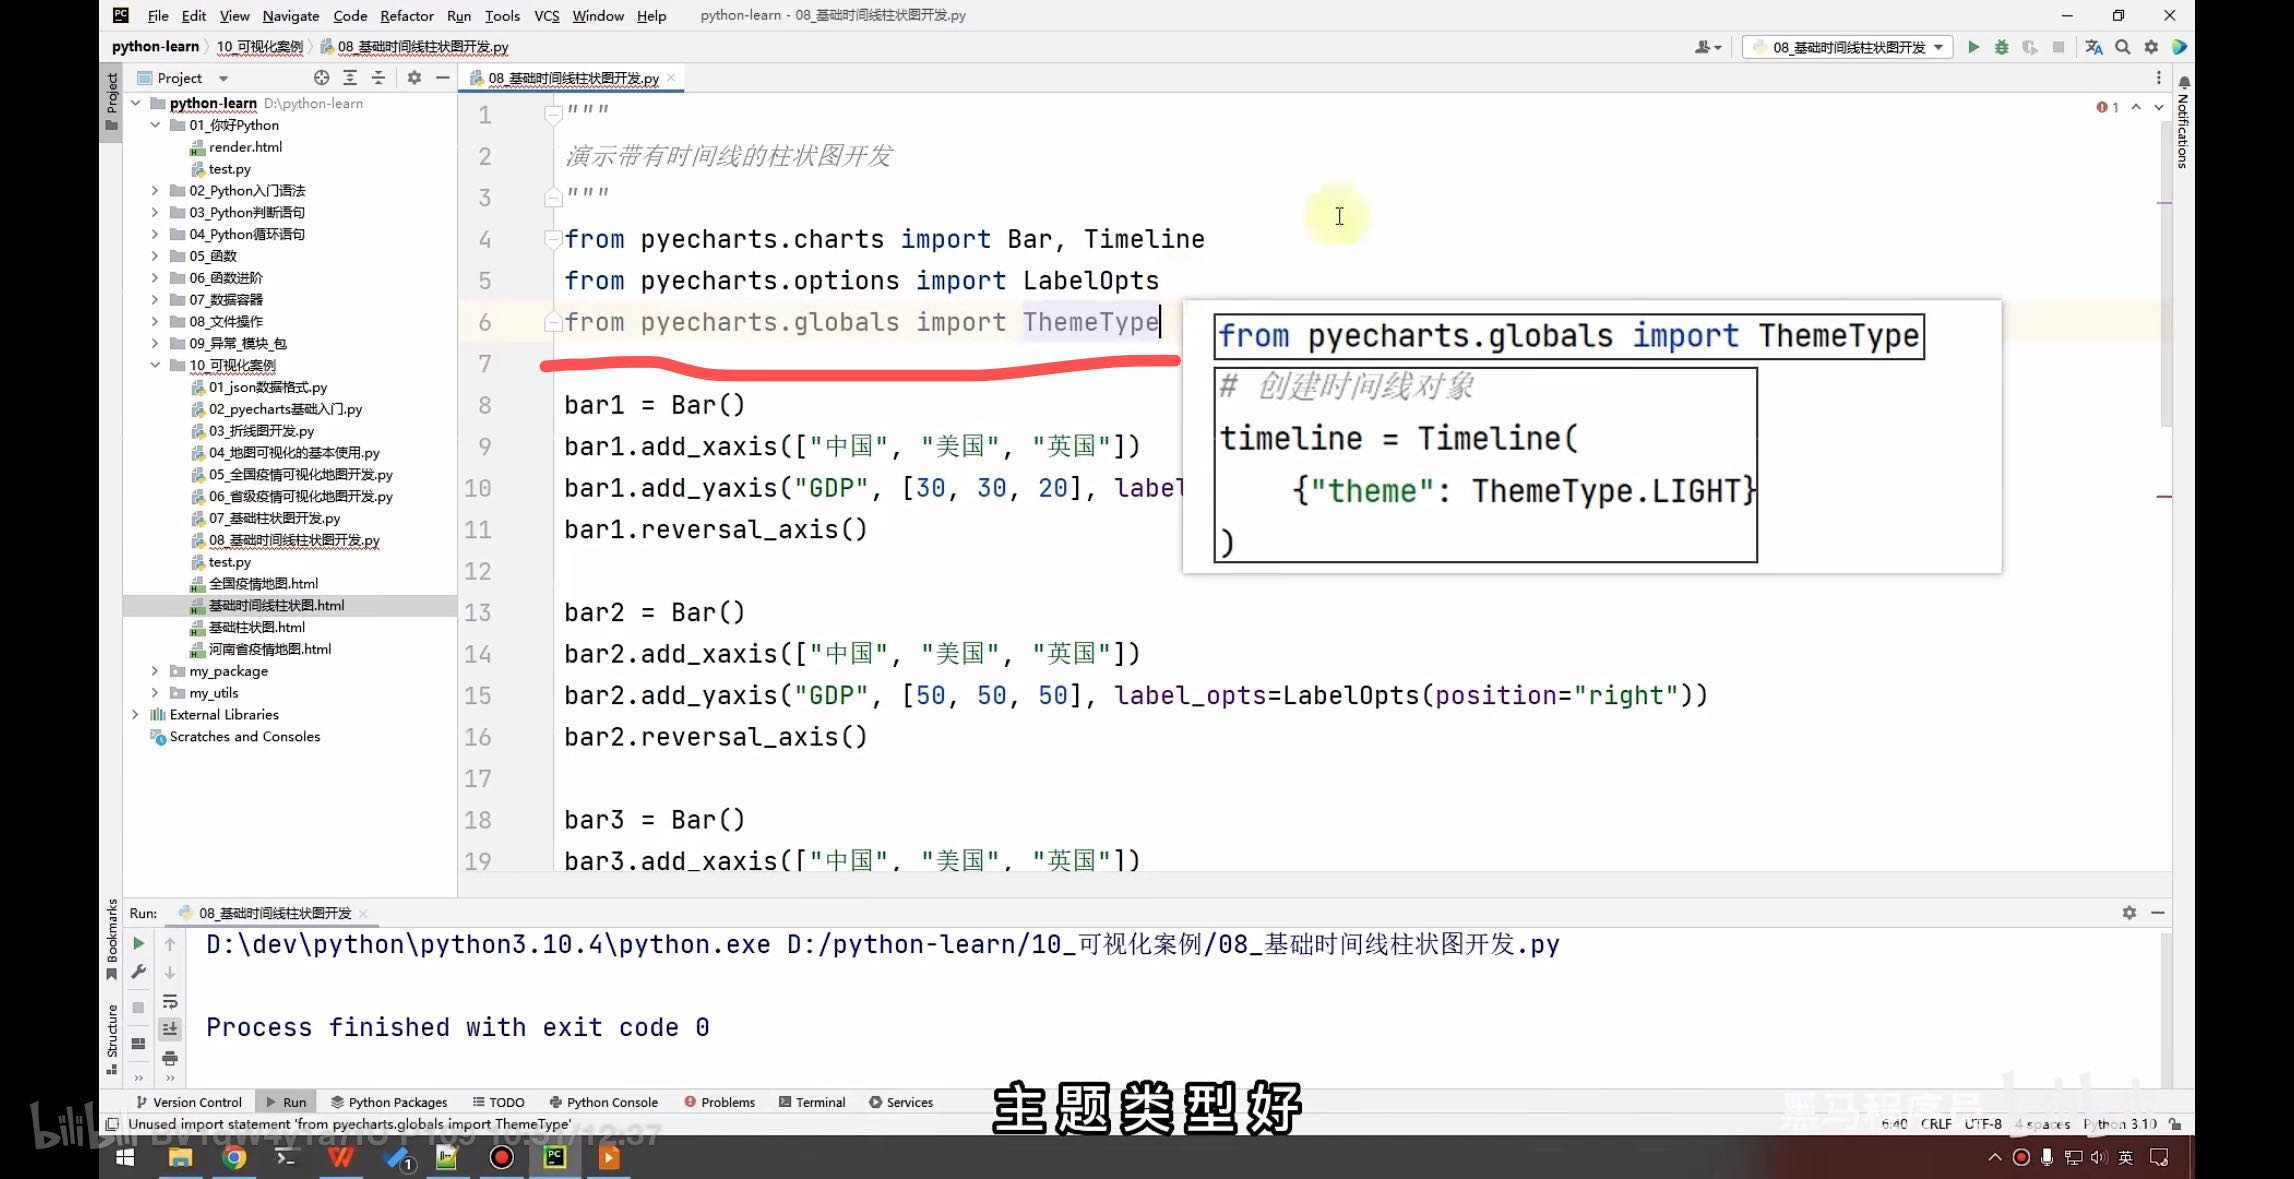 File Edit View Navigate Code Refactor Run Tools VCS Window Help python-learn - 08_基础时间线柱状图开发.py
python-learn 10_可视化案例 08_基础时间线柱状图开发.py
08_基础时间线柱状图开发
Project
08_基础时间线柱状图开发.py
Project
Notifications
python-learn D:\python-learn
01_你好Python
render.html
test.py
02_Python入门语法
03_Python判断语句
04_Python循环语句
05_函数
06_函数进阶
07_数据容器
08_文件操作
09_异常_模块_包
10_可视化案例
01_json数据格式.py
02_pyecharts基础入门.py
03_折线图开发.py
04_地图可视化的基本使用.py
05_全国疫情可视化地图开发.py
06_省级疫情可视化地图开发.py
07_基础柱状图开发.py
08_基础时间线柱状图开发.py
test.py
全国疫情地图.html
基础时间线柱状图.html
基础柱状图.html
河南省疫情地图.html
my_package
my_utils
External Libraries
Scratches and Consoles
1
1 """
2 演示带有时间线的柱状图开发
3 """
4 from pyecharts.charts import Bar, Timeline
5 from pyecharts.options import LabelOpts
6 from pyecharts.globals import ThemeType
7
8 bar1 = Bar()
9 bar1.add_xaxis(["中国", "美国", "英国"])
10 bar1.add_yaxis("GDP", [30, 30, 20], label
11 bar1.reversal_axis()
12
13 bar2 = Bar()
14 bar2.add_xaxis(["中国", "美国", "英国"])
15 bar2.add_yaxis("GDP", [50, 50, 50], label_opts=LabelOpts(position="right"))
16 bar2.reversal_axis()
17
18 bar3 = Bar()
19 bar3.add_xaxis(["中国", "美国", "英国"])
from pyecharts.globals import ThemeType
# 创建时间线对象
timeline = Timeline(
{"theme": ThemeType.LIGHT}
)
Bookmarks
Structure
Run: 08_基础时间线柱状图开发
D:\dev\python\python3.10.4\python.exe D:/python-learn/10_可视化案例/08_基础时间线柱状图开发.py
Process finished with exit code 0
Version Control Run Python Packages TODO Python Console Problems Terminal Services
主题类型好
黑马程序员
bilibili
Unused import statement 'from pyecharts.globals import ThemeType'
6:40 CRLF UTF-8 4 spaces Python 3.10
1
英